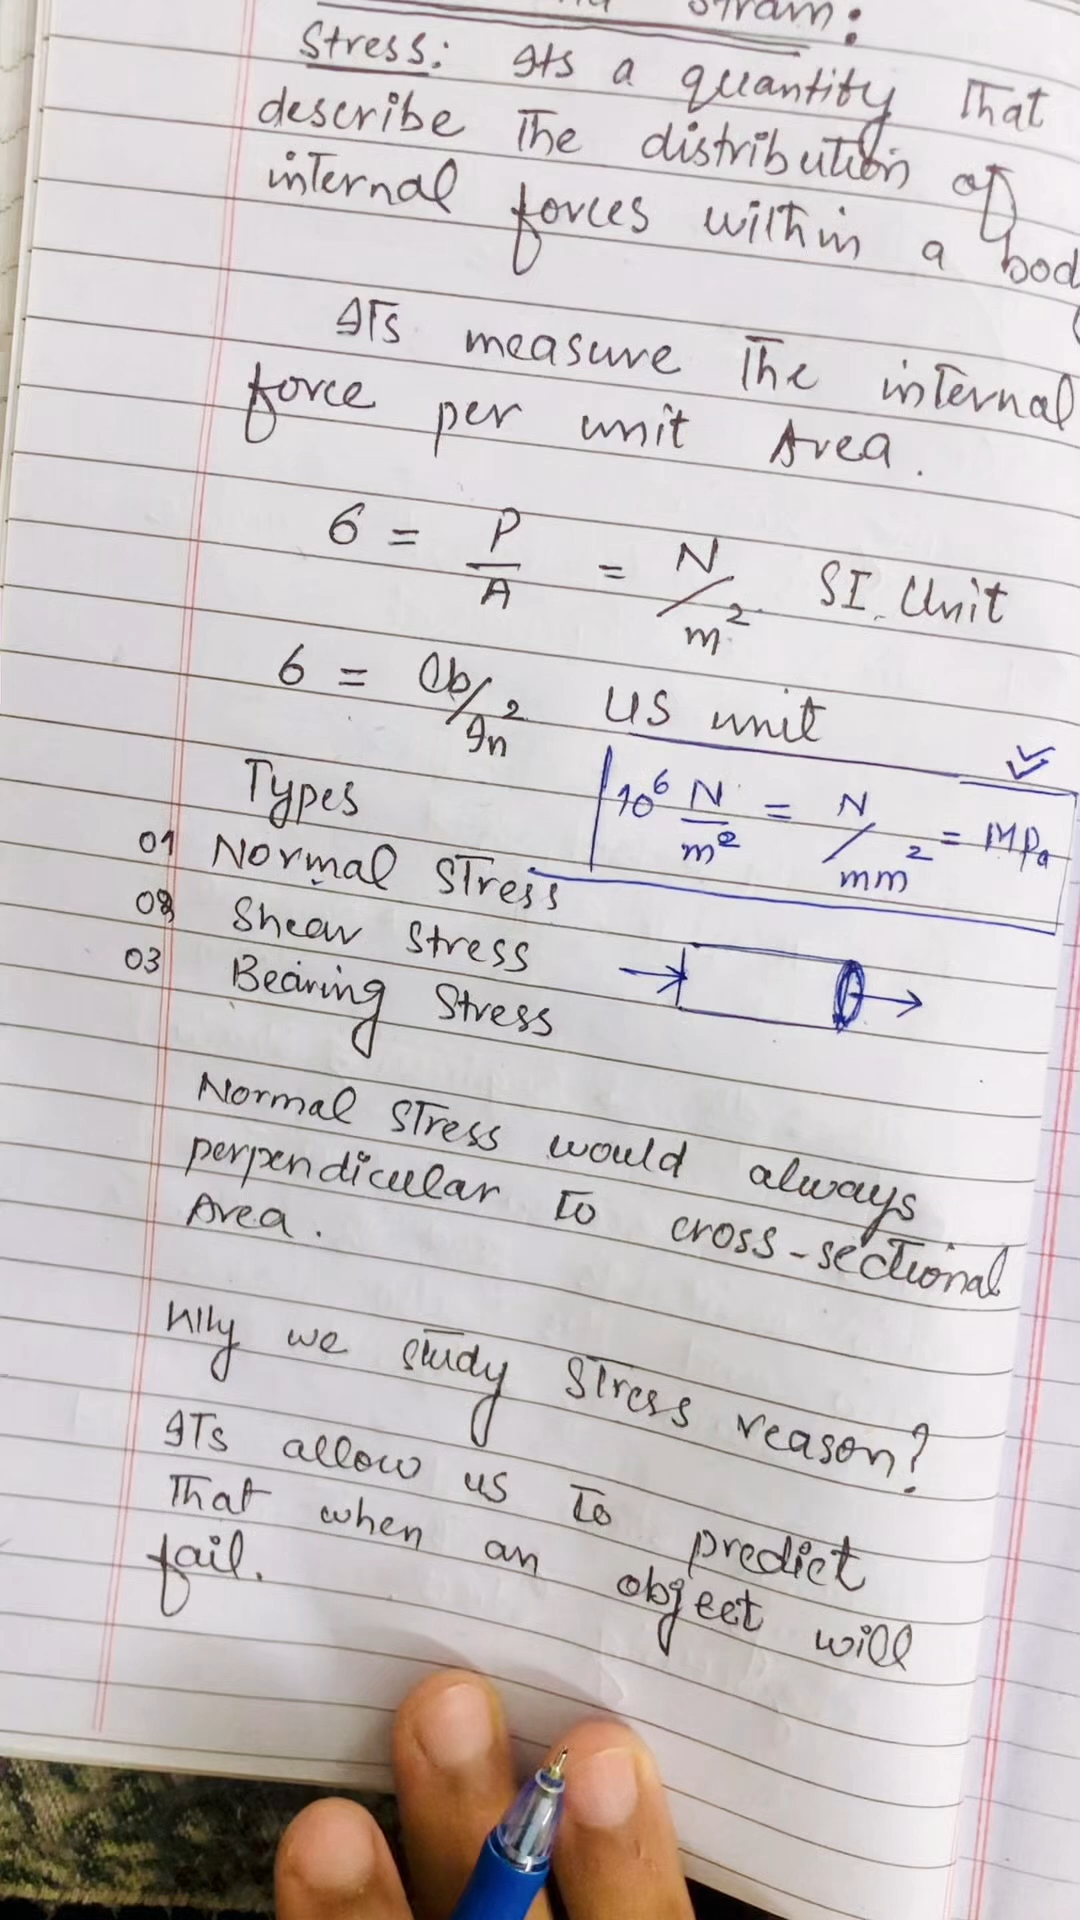 Strain:
Stress: Its a quantity that
describe the distribution of
internal forces within a bod
Its measure the internal
force per unit Area.
6 = P/A = N/m² SI. Unit
6 = lb/In² US unit
10⁶ N/m² = N/mm² = MPa
Types
01 Normal Stress
02 Shear Stress
03 Bearing Stress
Normal Stress would always
perpendicular to cross-sectional
Area.
Why we study Stress reason?
Its allow us to predict
That when an object will
fail.